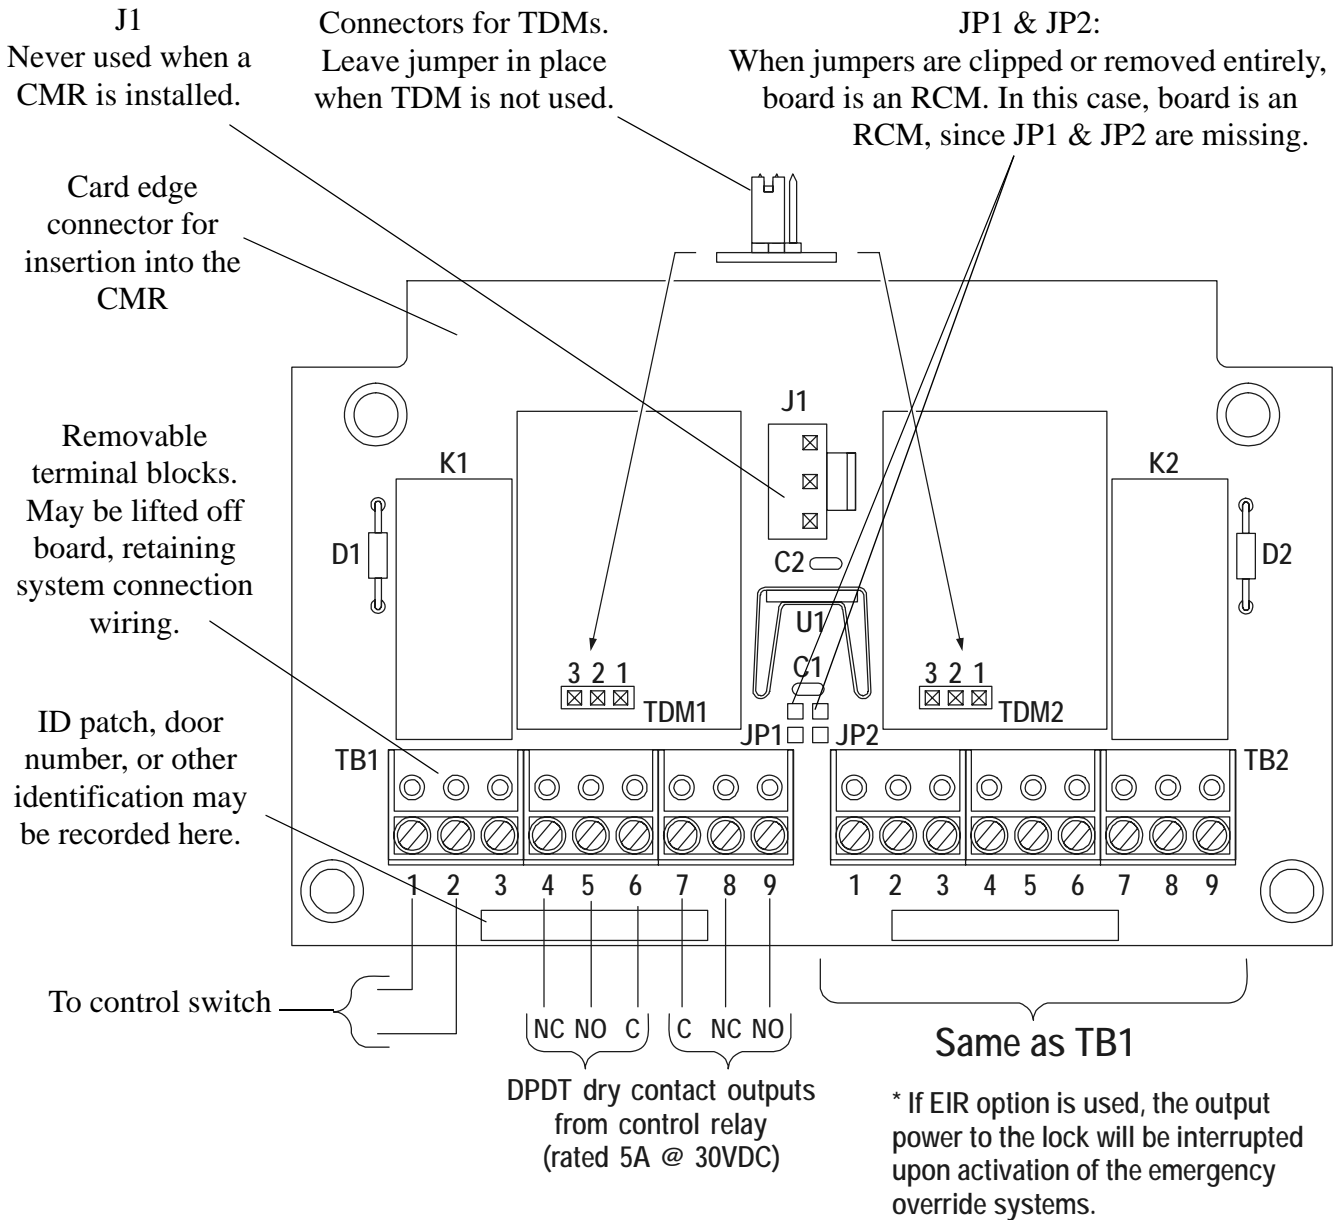 J1
Never used when a
CMR is installed.
Connectors for TDMs.
Leave jumper in place
when TDM is not used.
JP1 & JP2:
When jumpers are clipped or removed entirely,
board is an RCM. In this case, board is an
RCM, since JP1 & JP2 are missing.
Card edge
connector for
insertion into the
CMR
Removable
terminal blocks.
May be lifted off
board, retaining
system connection
wiring.
ID patch, door
number, or other
identification may
be recorded here.
J1
K1
K2
D1
C2
D2
U1
C1
3 2 1
TDM1
3 2 1
TDM2
JP1
JP2
TB1
TB2
1 2 3 4 5 6 7 8 9
1 2 3 4 5 6 7 8 9
To control switch
NC NO C
C NC NO
DPDT dry contact outputs
from control relay
(rated 5A @ 30VDC)
Same as TB1
* If EIR option is used, the output
power to the lock will be interrupted
upon activation of the emergency
override systems.